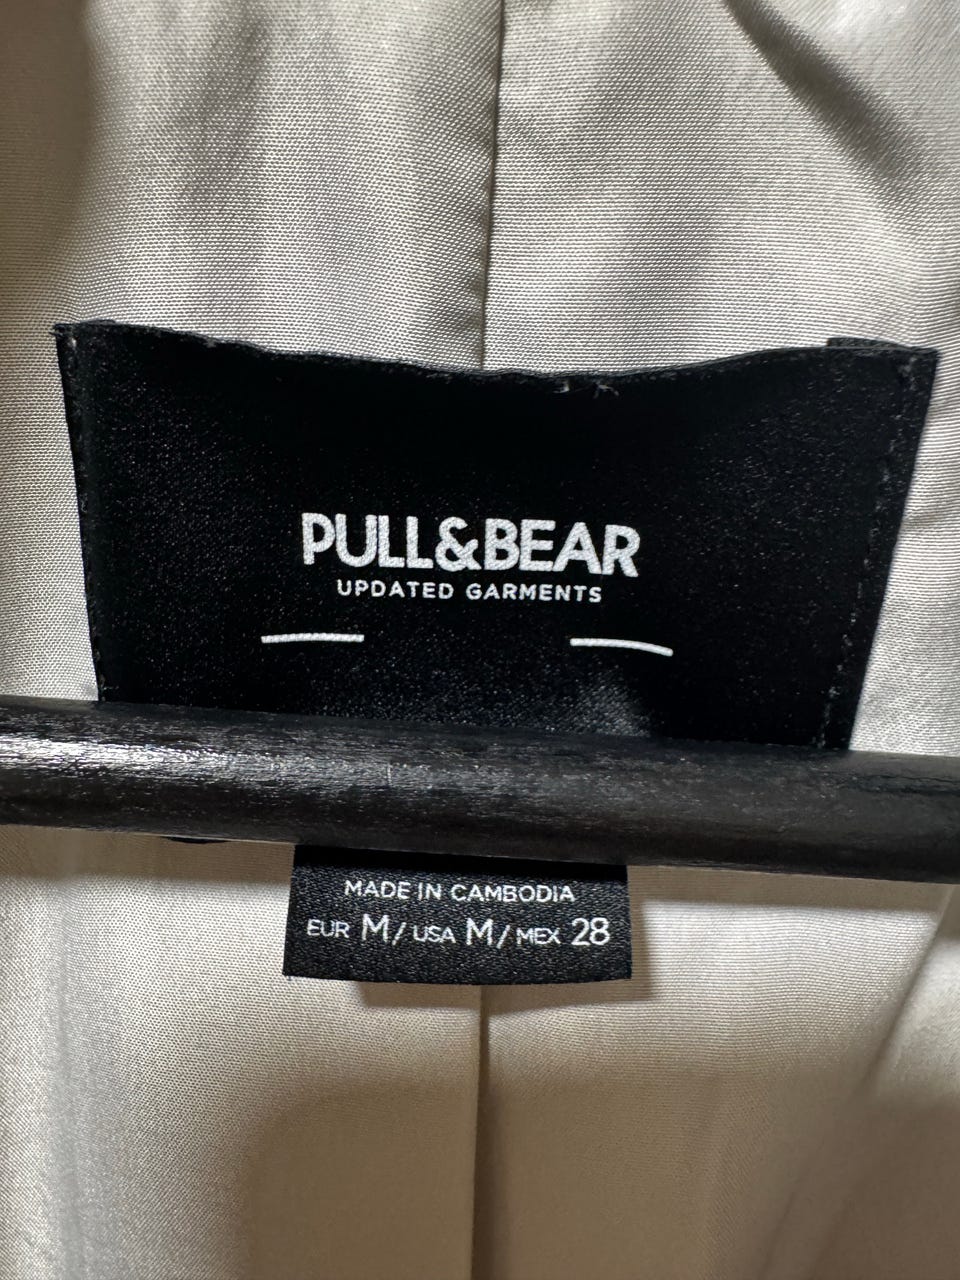 PULL&BEAR
UPDATED GARMENTS
MADE IN CAMBODIA
EUR M/USA M/MEX 28